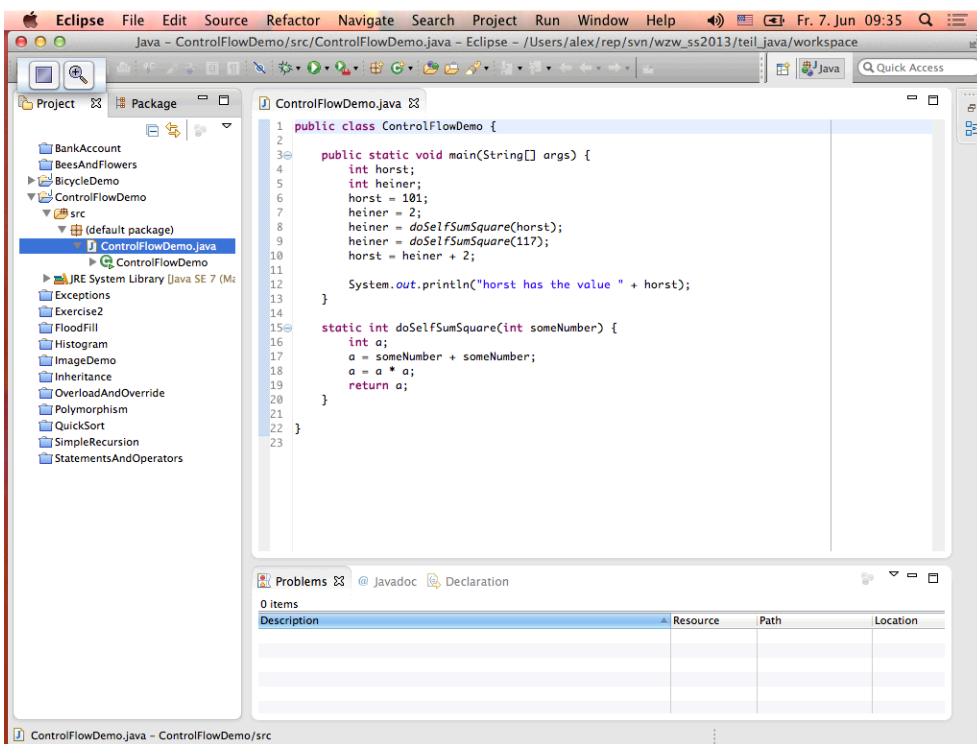 Eclipse File Edit Source Refactor Navigate Search Project Run Window Help Fr. 7. Jun 09:35
Java – ControlFlowDemo/src/ControlFlowDemo.java – Eclipse – /Users/alex/rep/svn/wzw_ss2013/teil_java/workspace
Java Quick Access
Project Package
BankAccount
BeesAndFlowers
BicycleDemo
ControlFlowDemo
src
(default package)
ControlFlowDemo.java
ControlFlowDemo
JRE System Library [Java SE 7 (Ma
Exceptions
Exercise2
FloodFill
Histogram
ImageDemo
Inheritance
OverloadAndOverride
Polymorphism
QuickSort
SimpleRecursion
StatementsAndOperators
ControlFlowDemo.java
1 public class ControlFlowDemo {
2
3 public static void main(String[] args) {
4 int horst;
5 int heiner;
6 horst = 101;
7 heiner = 2;
8 heiner = doSelfSumSquare(horst);
9 heiner = doSelfSumSquare(117);
10 horst = heiner + 2;
11
12 System.out.println("horst has the value " + horst);
13 }
14
15 static int doSelfSumSquare(int someNumber) {
16 int a;
17 a = someNumber + someNumber;
18 a = a * a;
19 return a;
20 }
21
22 }
23
Problems @ Javadoc Declaration
0 items
Description Resource Path Location
ControlFlowDemo.java – ControlFlowDemo/src